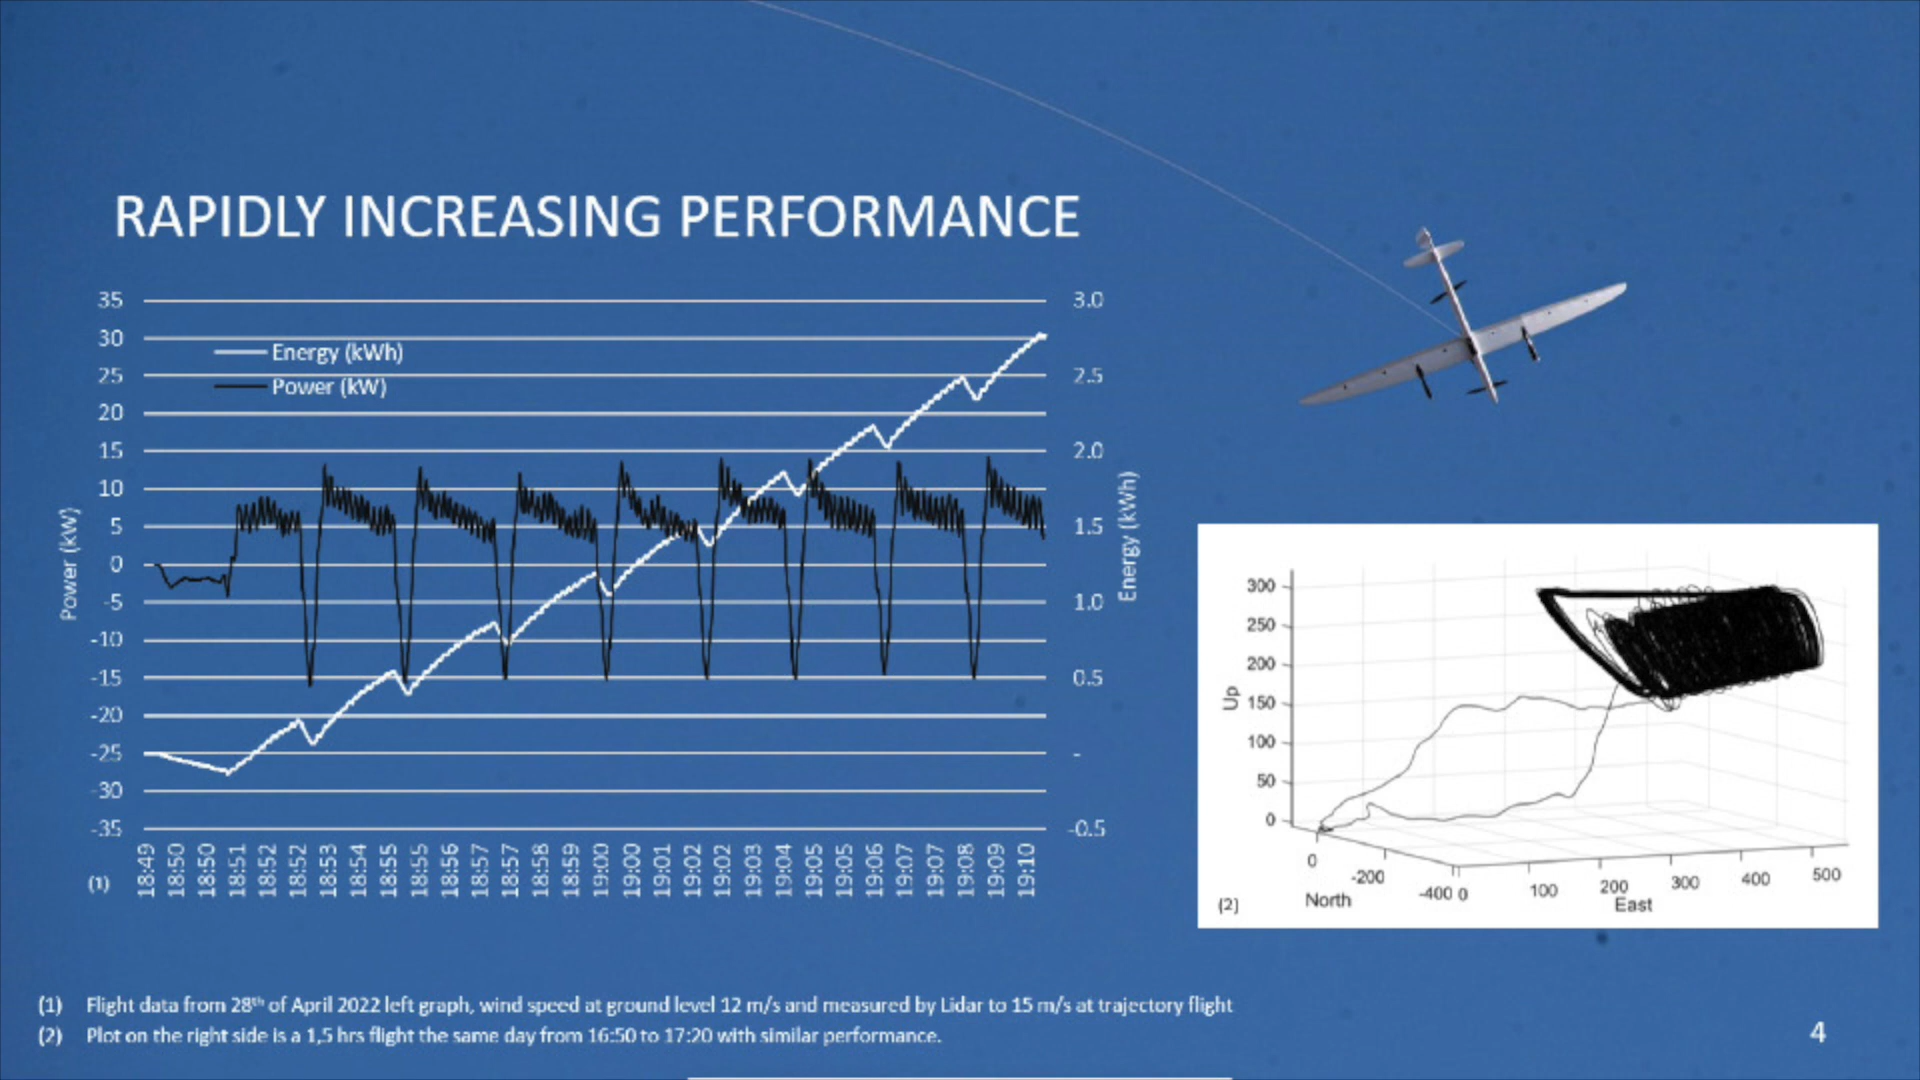 RAPIDLY INCREASING PERFORMANCE
35
30
25
20
15
10
5
0
-5
-10
-15
-20
-25
-30
-35
Power (kW)
Energy (kWh)
Power (kW)
3.0
2.5
2.0
1.5
1.0
0.5
-
-0.5
Energy (kWh)
18:49 18:50 18:50 18:51 18:52 18:52 18:53 18:54 18:55 18:55 18:56 18:57 18:57 18:58 18:59 19:00 19:00 19:01 19:02 19:02 19:03 19:04 19:05 19:05 19:06 19:07 19:07 19:08 19:09 19:10
(1)
300
250
200
150
100
50
0
Up
0 -200 -400
North
0 100 200 300 400 500
East
(2)
(1) Flight data from 28th of April 2022 left graph, wind speed at ground level 12 m/s and measured by Lidar to 15 m/s at trajectory flight
(2) Plot on the right side is a 1,5 hrs flight the same day from 16:50 to 17:20 with similar performance.
4